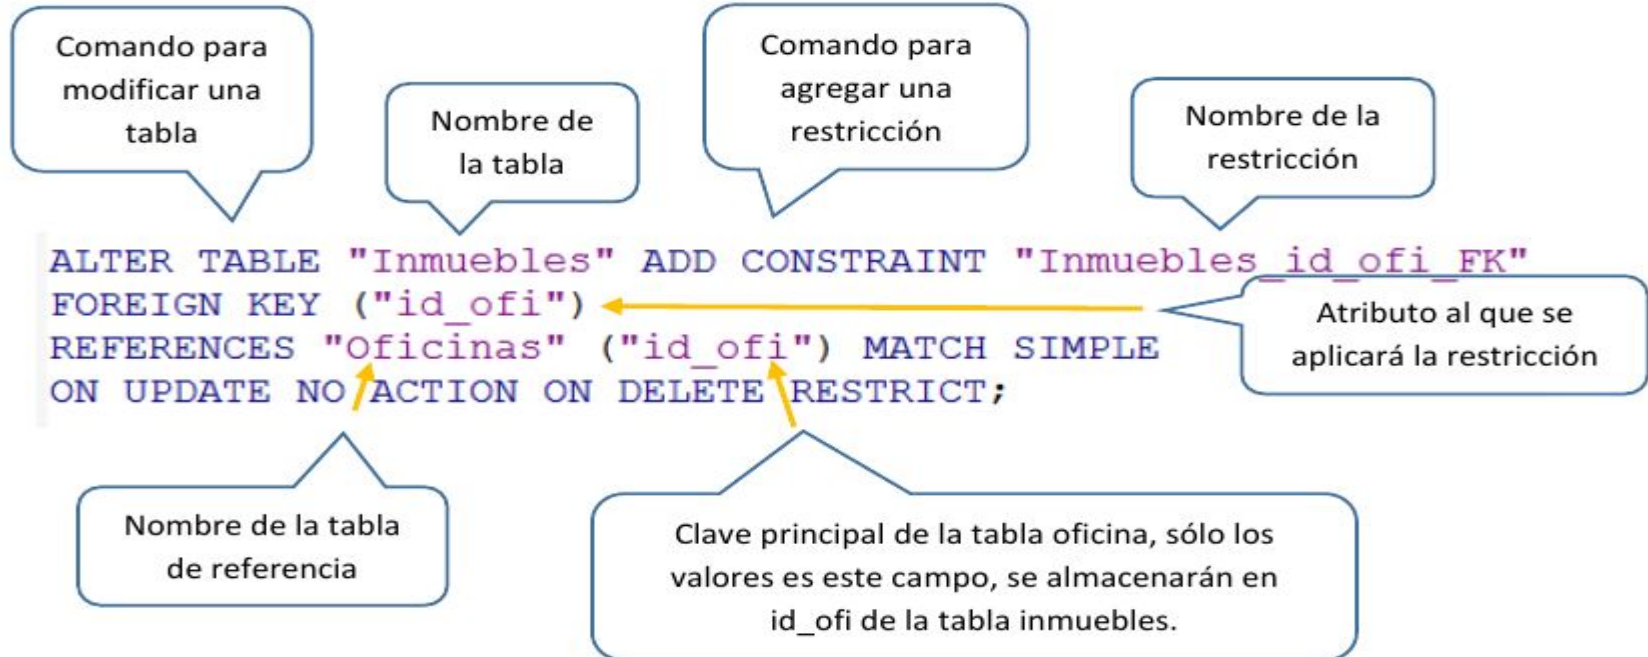 Comando para
modificar una
tabla
Nombre de
la tabla
Comando para
agregar una
restricción
Nombre de la
restricción
ALTER TABLE "Inmuebles" ADD CONSTRAINT "Inmuebles_id_ofi_FK"
FOREIGN KEY ("id_ofi")
REFERENCES "Oficinas" ("id_ofi") MATCH SIMPLE
ON UPDATE NO ACTION ON DELETE RESTRICT;
Atributo al que se
aplicará la restricción
Nombre de la tabla
de referencia
Clave principal de la tabla oficina, sólo los
valores es este campo, se almacenarán en
id_ofi de la tabla inmuebles.